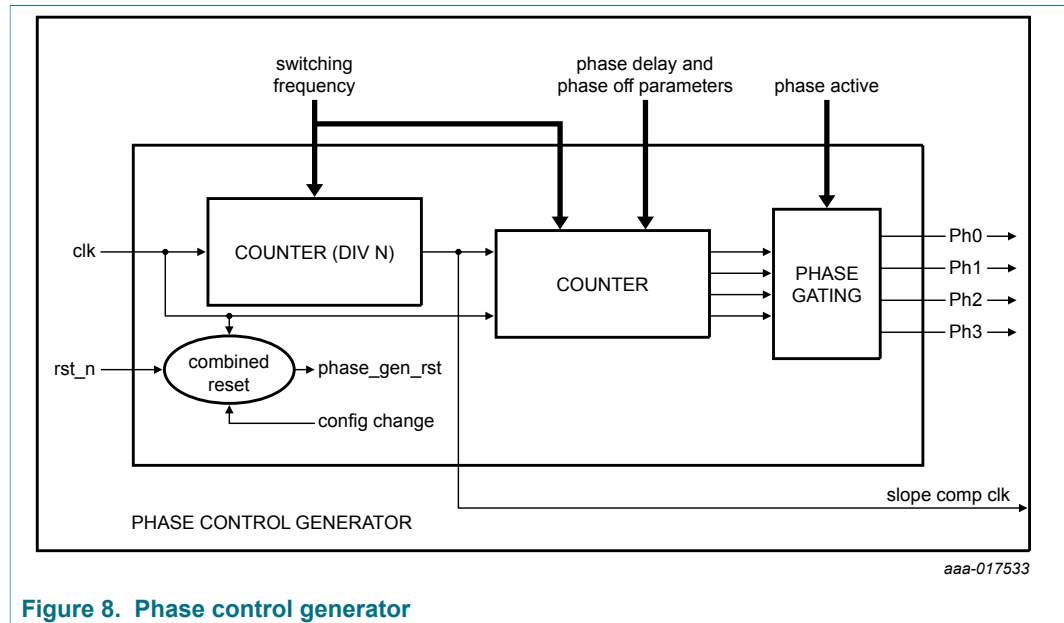 switching
frequency
phase delay and
phase off parameters
phase active
clk
COUNTER (DIV N)
COUNTER
PHASE
GATING
Ph0
Ph1
Ph2
Ph3
rst_n
combined
reset
phase_gen_rst
config change
slope comp clk
PHASE CONTROL GENERATOR
aaa-017533
Figure 8. Phase control generator